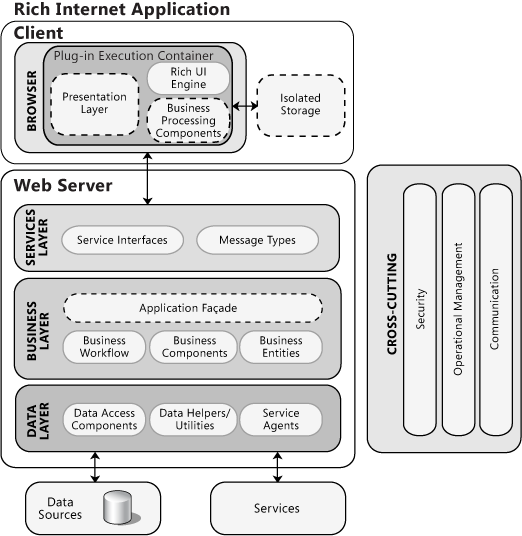 Rich Internet Application
Client
BROWSER
Plug-in Execution Container
Presentation
Layer
Rich UI
Engine
Business
Processing
Components
Isolated
Storage
Web Server
SERVICES
LAYER
Service Interfaces
Message Types
BUSINESS
LAYER
Application Façade
Business
Workflow
Business
Components
Business
Entities
DATA
LAYER
Data Access
Components
Data Helpers/
Utilities
Service
Agents
Data
Sources
Services
CROSS-CUTTING
Security
Operational Management
Communication